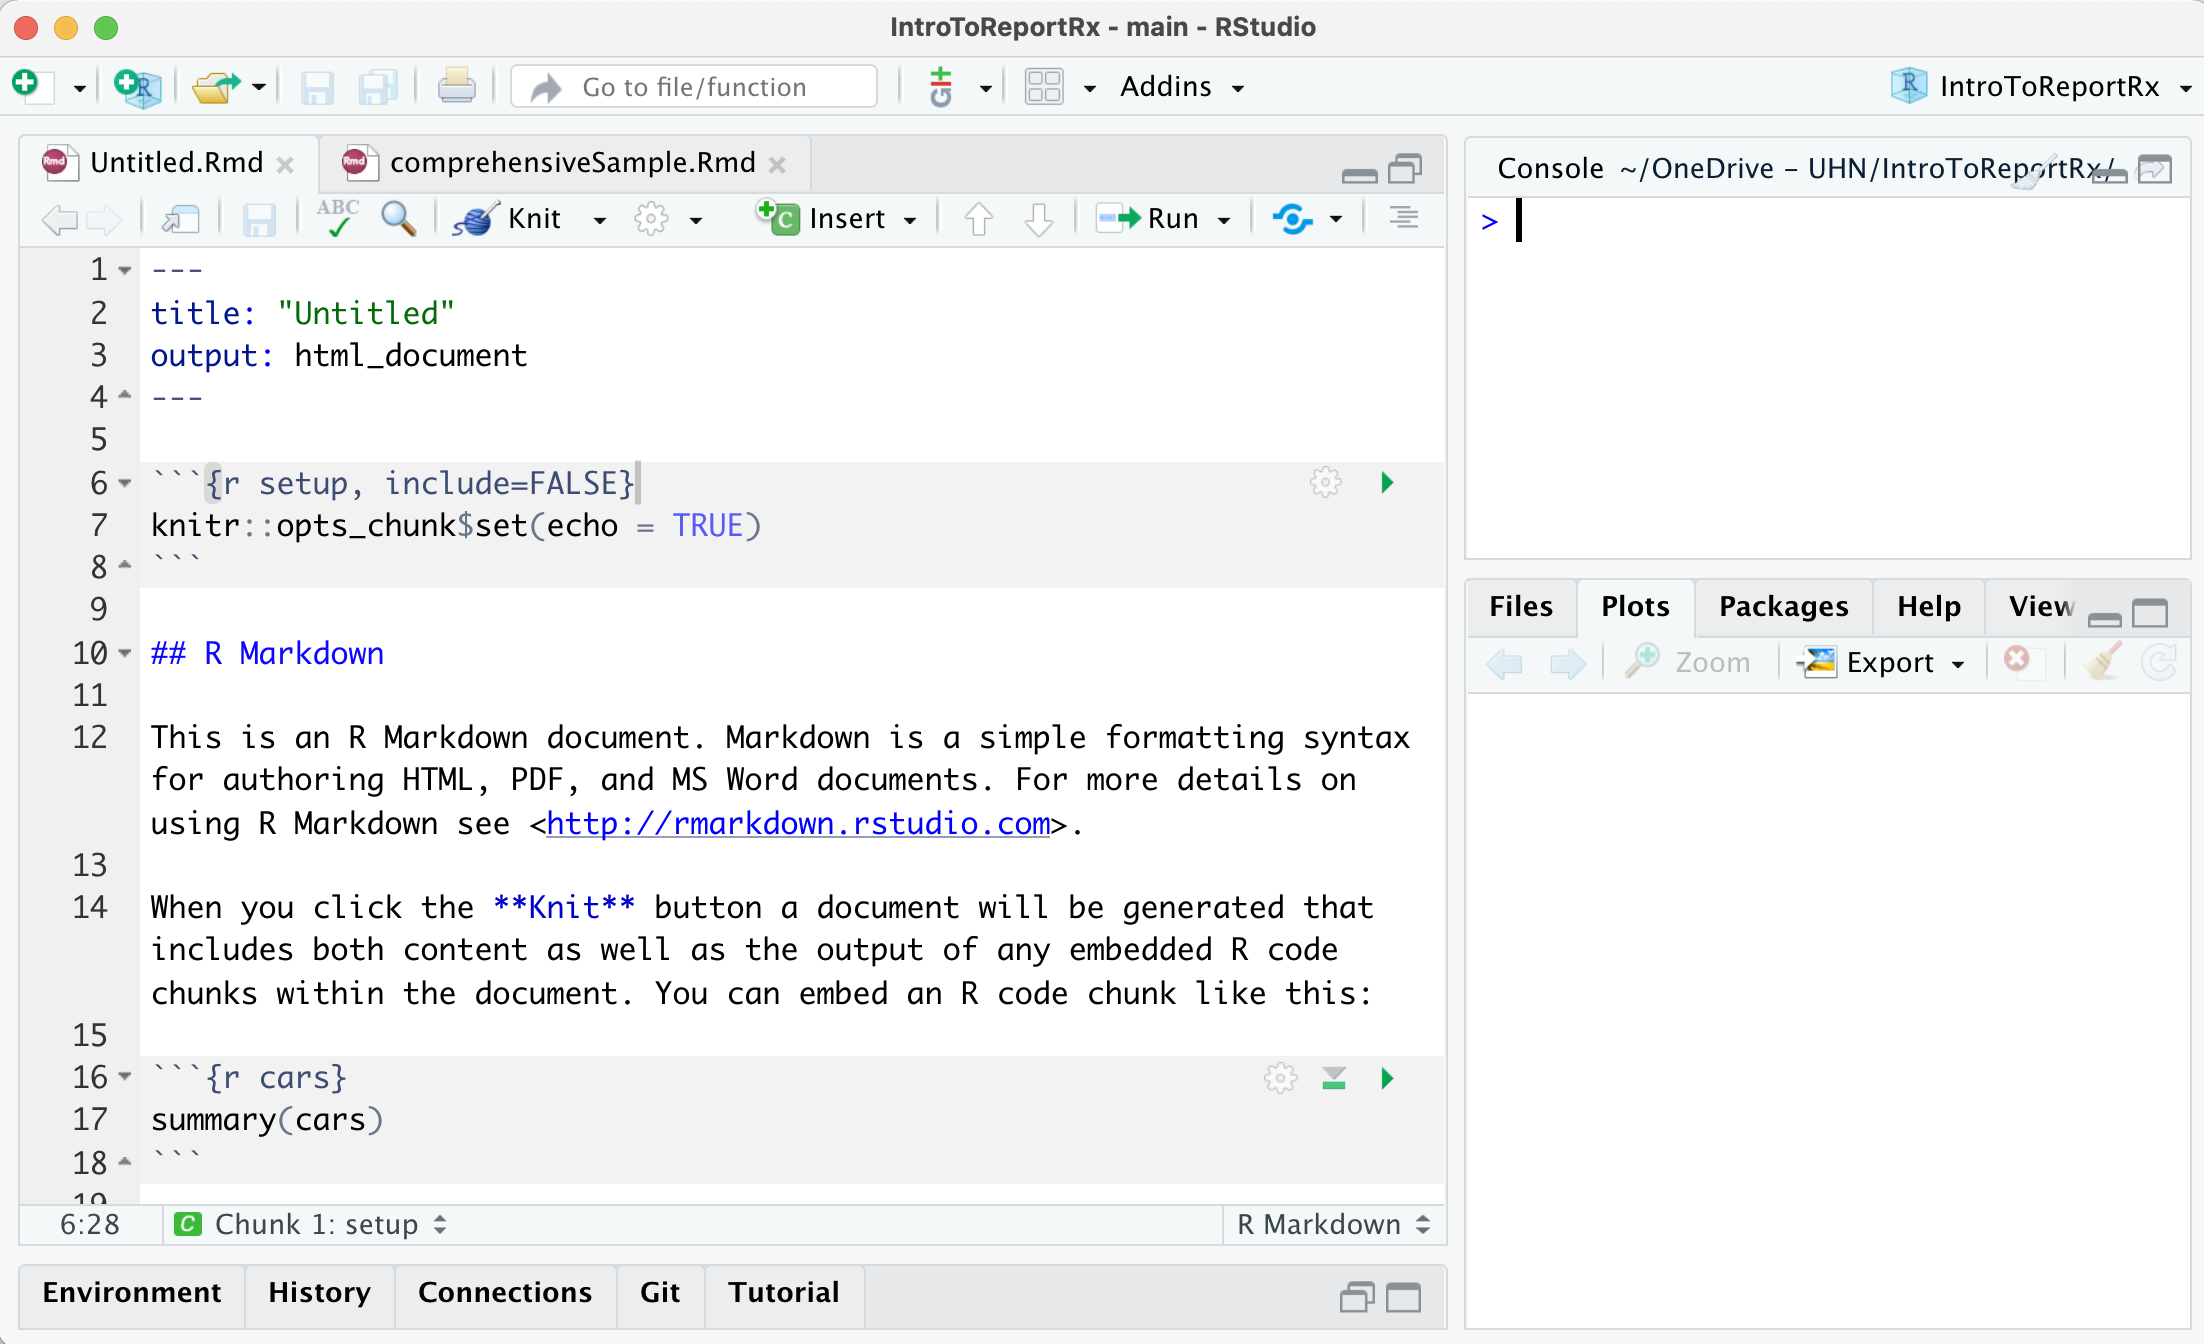 IntroToReportRx - main - RStudio
Go to file/function
Addins
IntroToReportRx
Untitled.Rmd
comprehensiveSample.Rmd
ABC
Knit
Insert
Run
1 ---
2 title: "Untitled"
3 output: html_document
4 ---
5
6 ```{r setup, include=FALSE}
7 knitr::opts_chunk$set(echo = TRUE)
8 ```
9
10 ## R Markdown
11
12 This is an R Markdown document. Markdown is a simple formatting syntax
for authoring HTML, PDF, and MS Word documents. For more details on
using R Markdown see <http://rmarkdown.rstudio.com>.
13
14 When you click the **Knit** button a document will be generated that
includes both content as well as the output of any embedded R code
chunks within the document. You can embed an R code chunk like this:
15
16 ```{r cars}
17 summary(cars)
18 ```
19
6:28 C Chunk 1: setup
R Markdown
Environment History Connections Git Tutorial
Console ~/OneDrive – UHN/IntroToReportRx/
>
Files Plots Packages Help View
Zoom Export